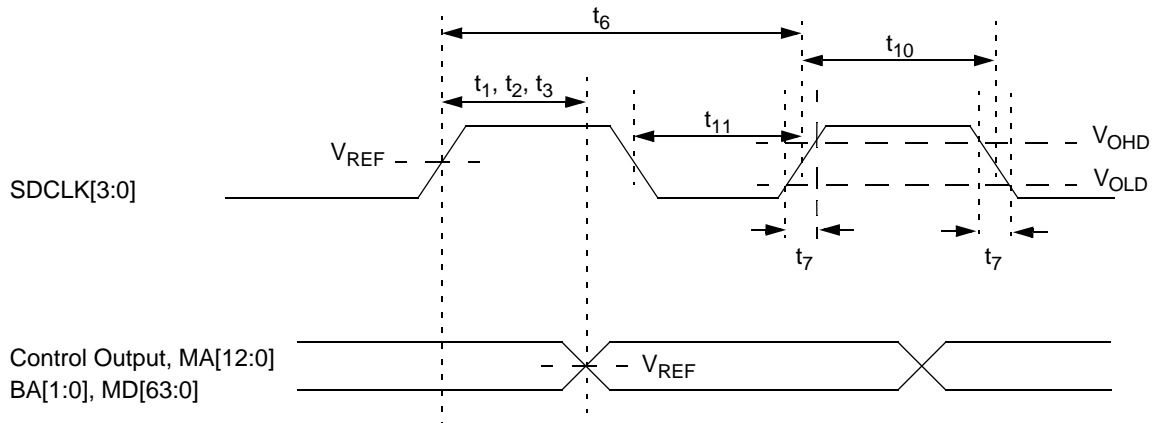 t6
t10
t1, t2, t3
t11
VREF
VOHD
VOLD
SDCLK[3:0]
t7
t7
Control Output, MA[12:0]
BA[1:0], MD[63:0]
VREF